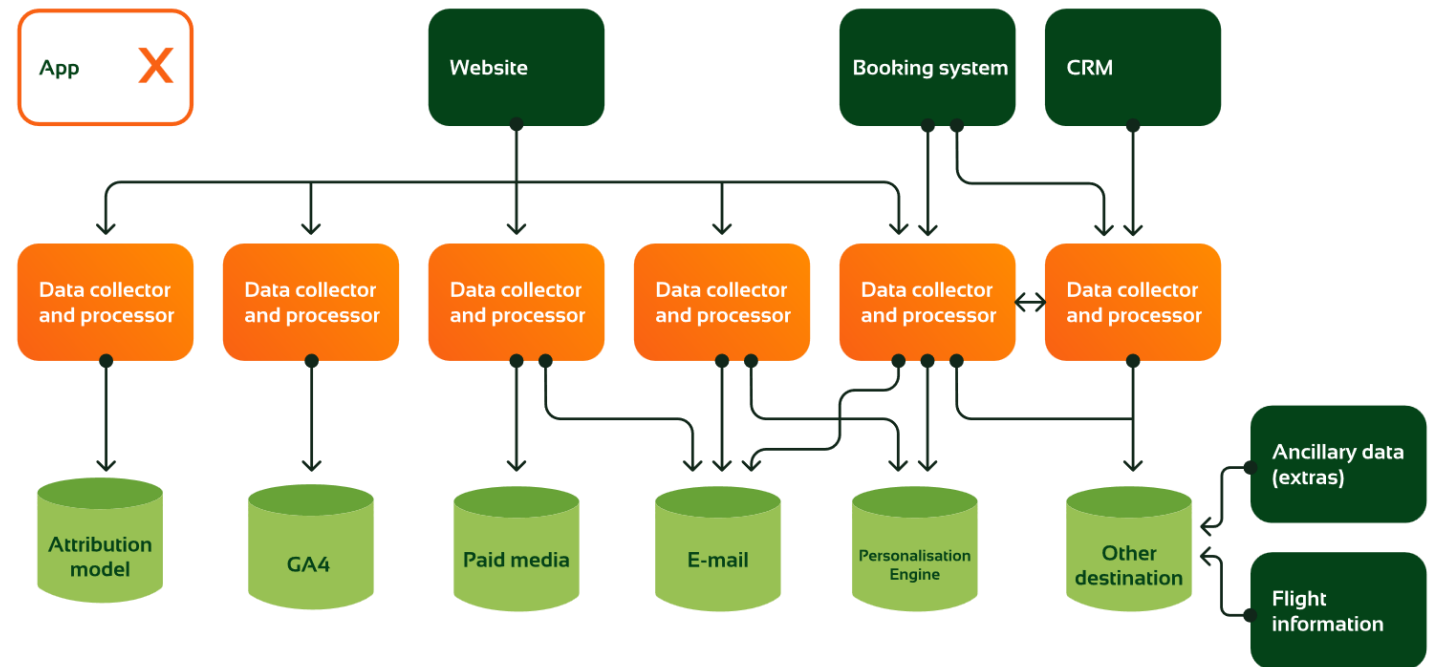 App
X
Website
Booking system
CRM
Data collector
and processor
Data collector
and processor
Data collector
and processor
Data collector
and processor
Data collector
and processor
Data collector
and processor
Attribution
model
GA4
Paid media
E-mail
Personalisation
Engine
Other
destination
Ancillary data
(extras)
Flight
information